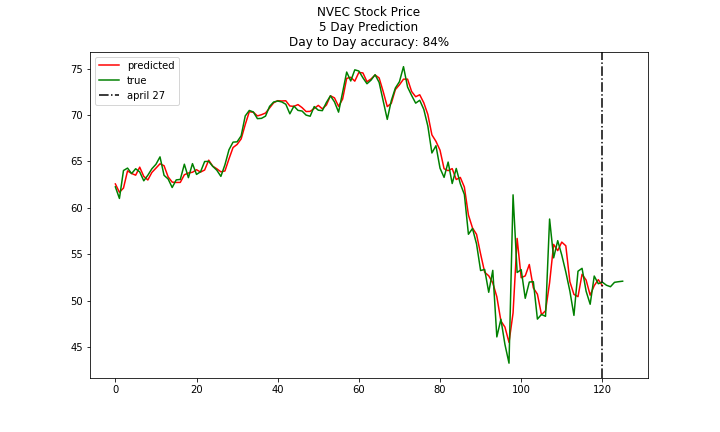 NVEC Stock Price
5 Day Prediction
Day to Day accuracy: 84%
predicted
true
april 27
75
70
65
60
55
50
45
0
20
40
60
80
100
120